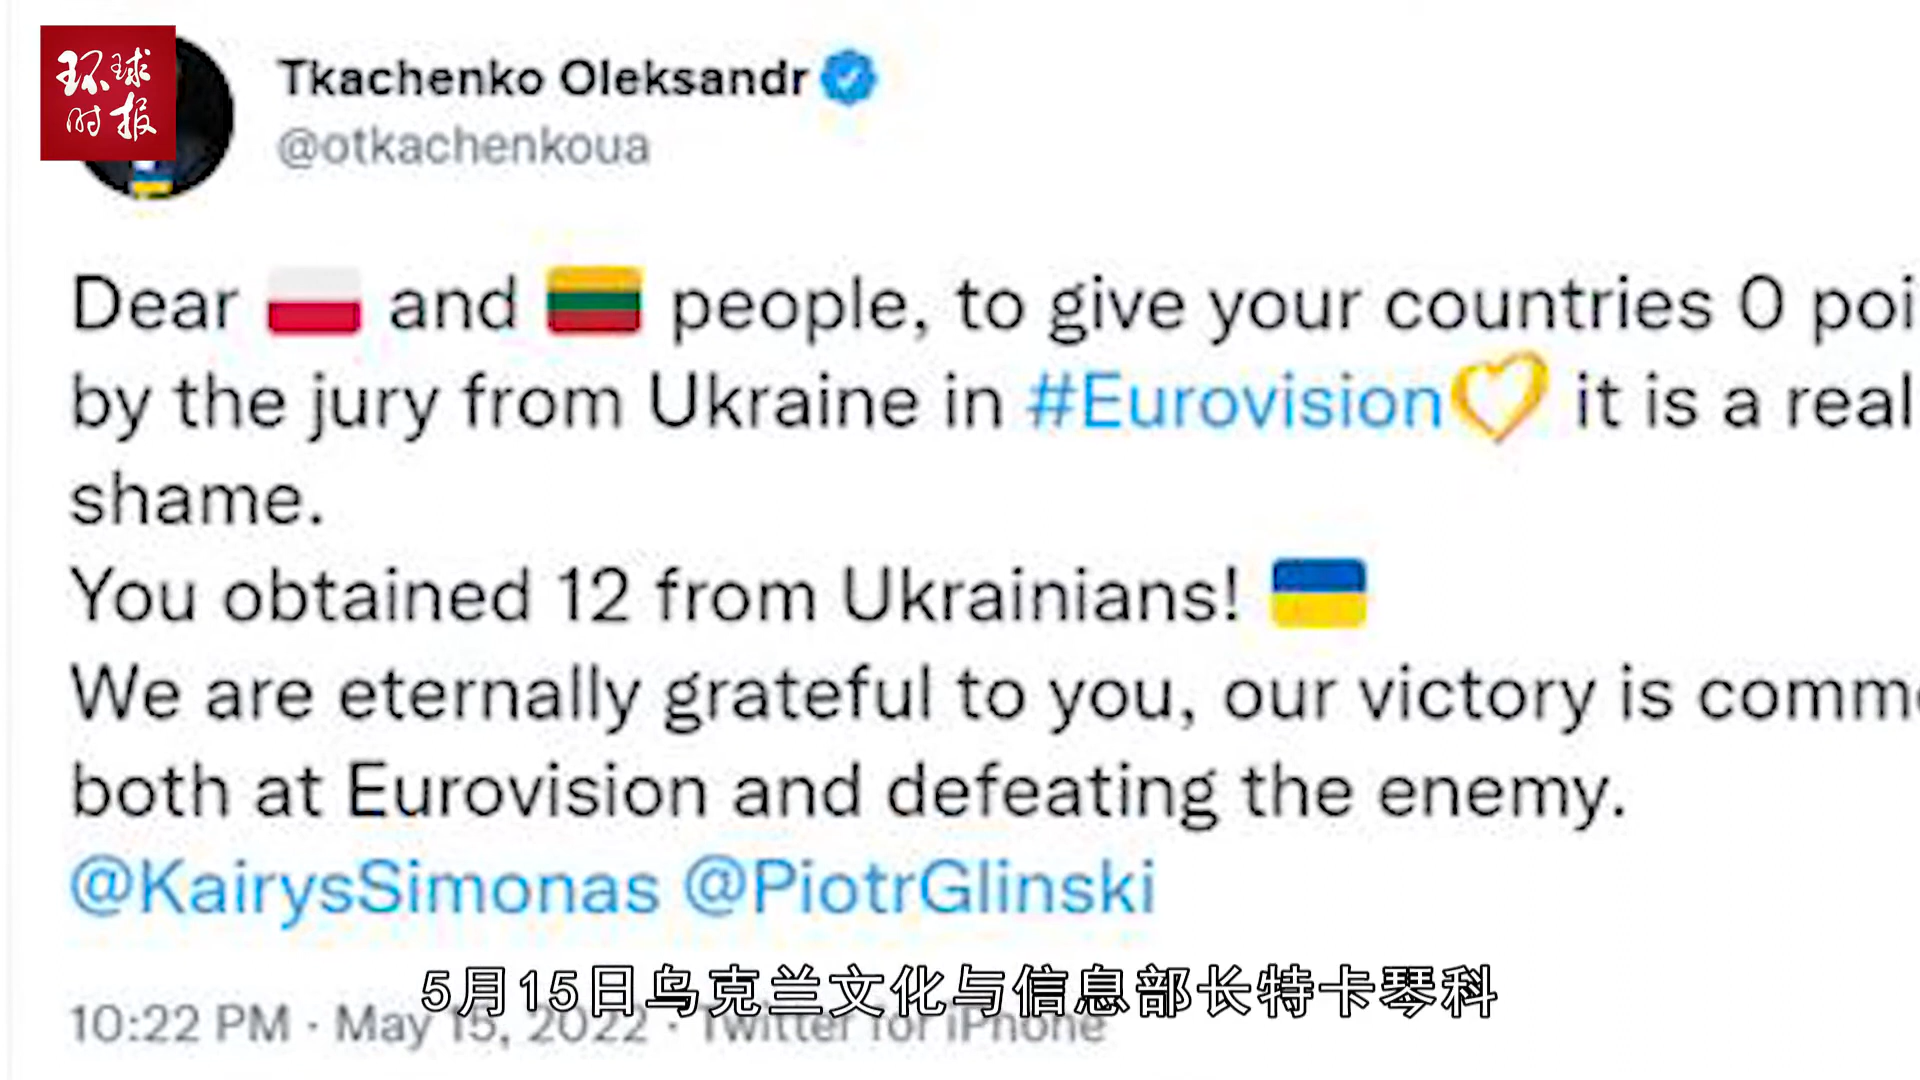 环球
时报
Tkachenko Oleksandr
@otkachenkoua
Dear and people, to give your countries 0 poi
by the jury from Ukraine in #Eurovision it is a real
shame.
You obtained 12 from Ukrainians!
We are eternally grateful to you, our victory is comm
both at Eurovision and defeating the enemy.
@KairysSimonas @PiotrGlinski
5月15日乌克兰文化与信息部长特卡琴科
10:22 PM · May 15, 2022 · Twitter for iPhone